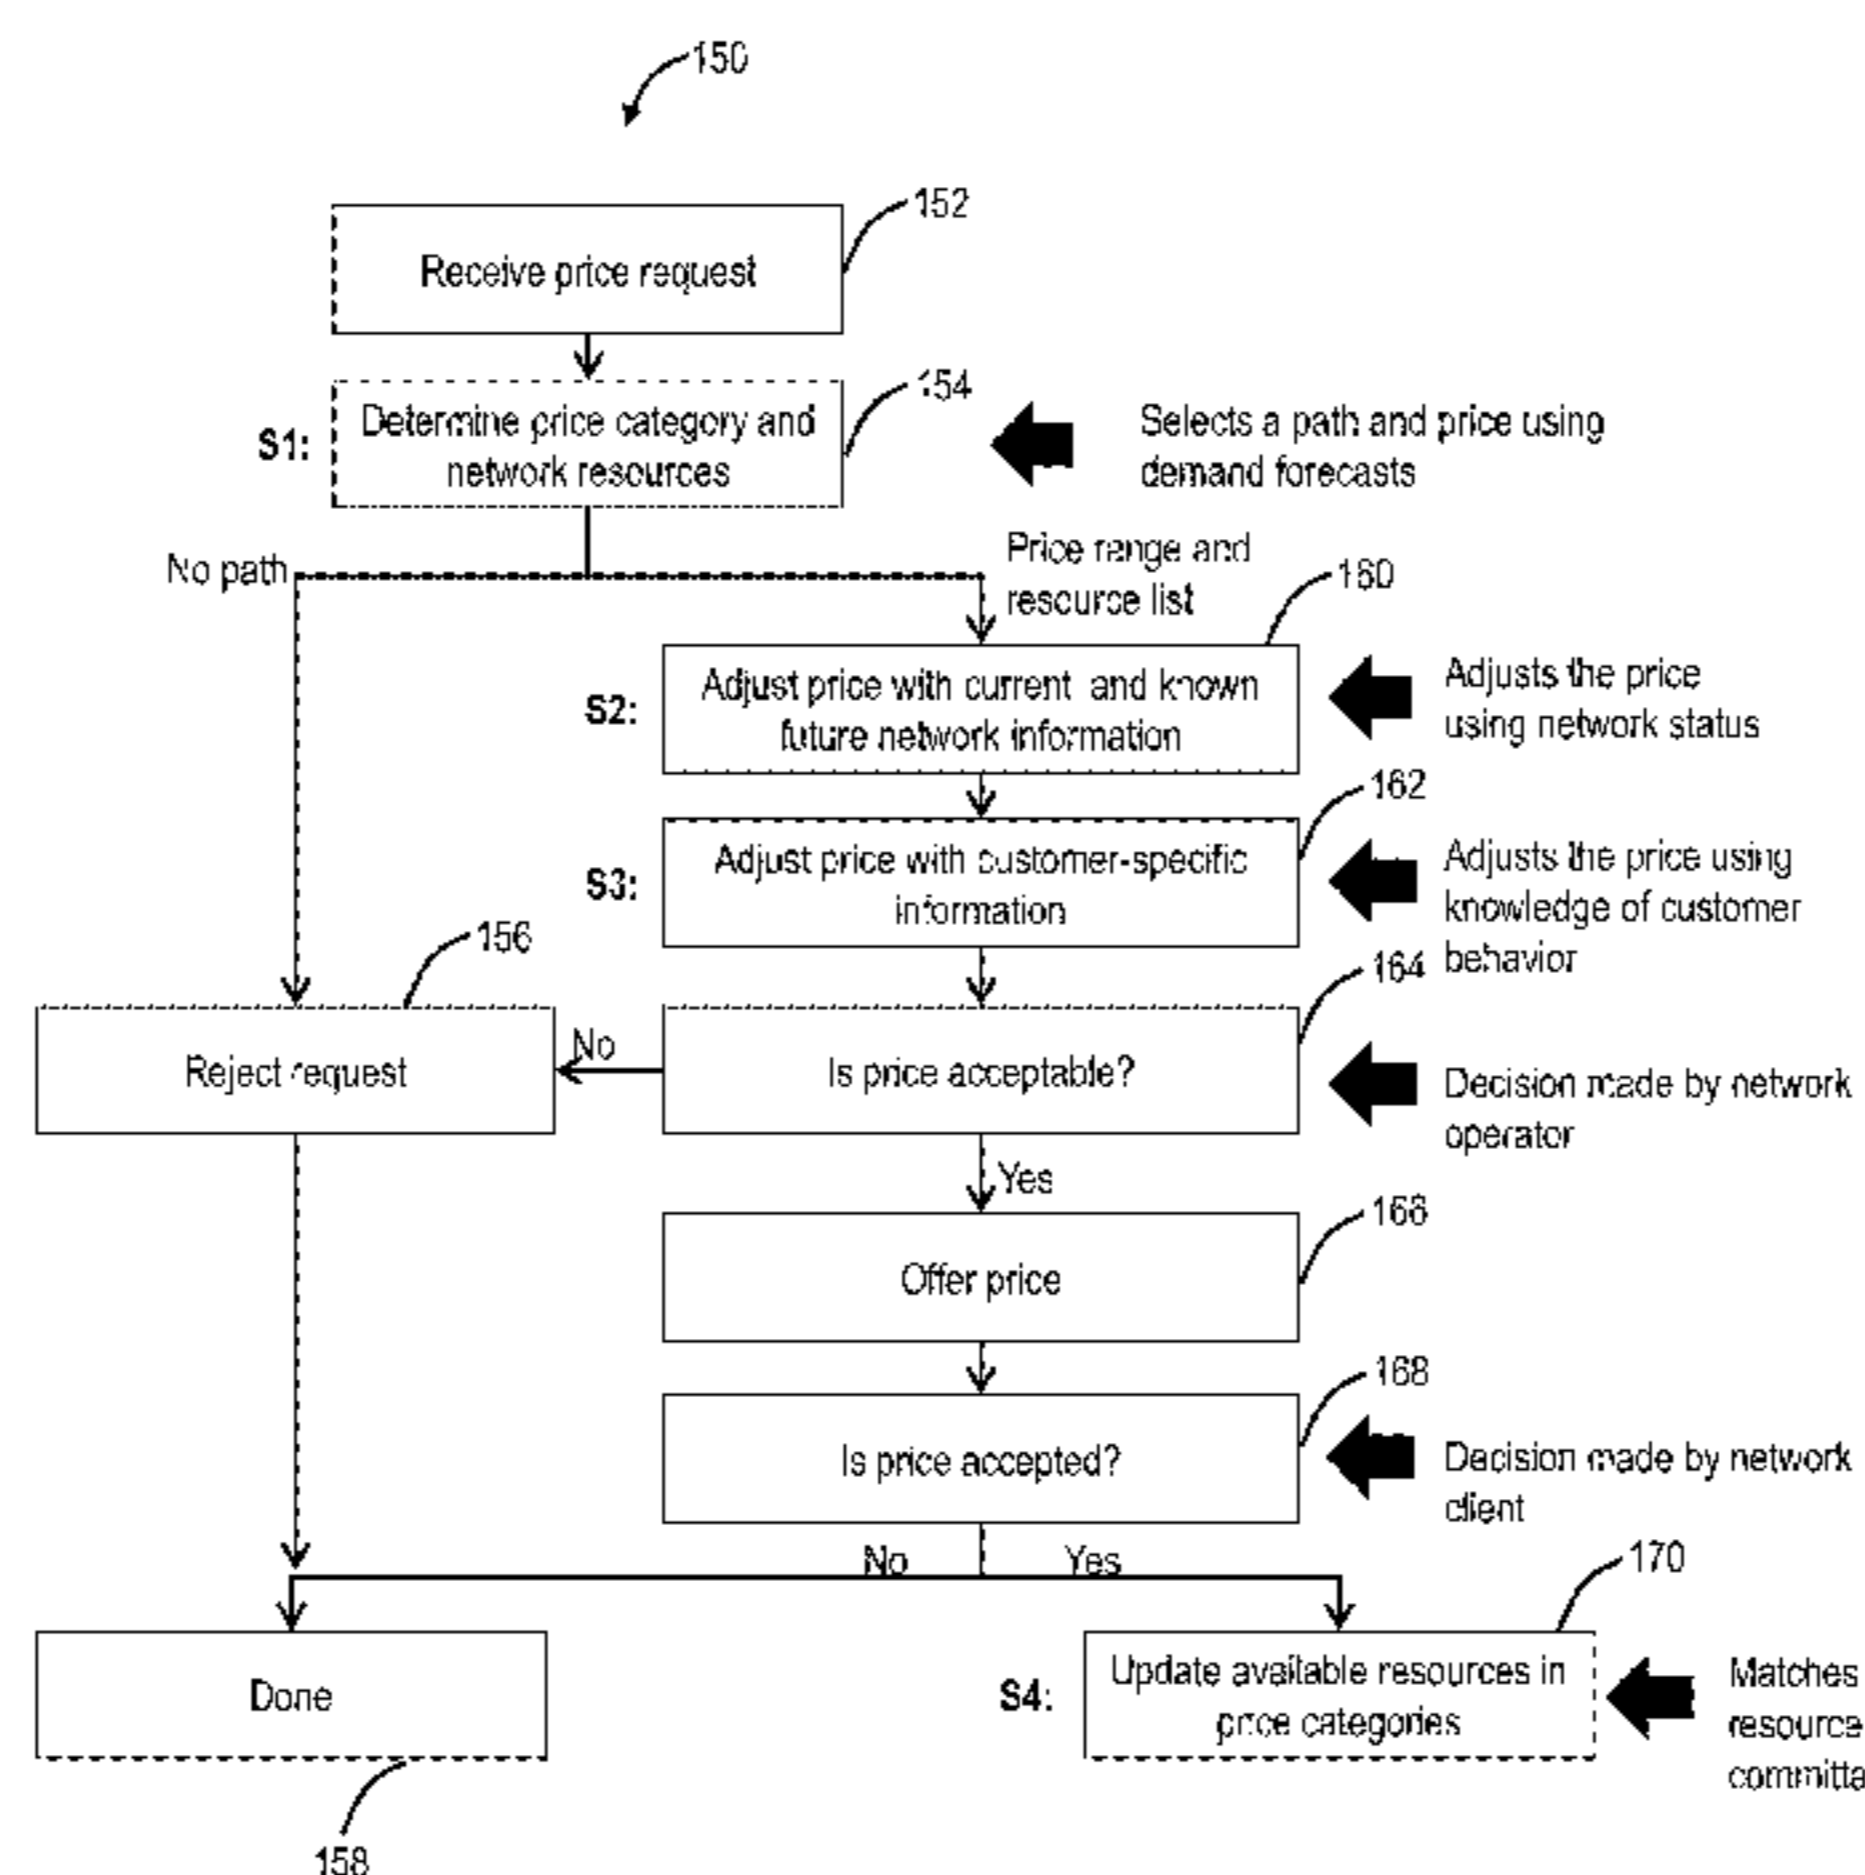 150
152
Receive price request
154
S1:
Determine price category and
network resources
Selects a path and price using
demand forecasts
No path
Price range and
resource list
160
S2:
Adjust price with current and known
future network information
Adjusts the price
using network status
162
S3:
Adjust price with customer-specific
information
Adjusts the price using
knowledge of customer
behavior
156
164
Reject request
No
Is price acceptable?
Decision made by network
operator
Yes
166
Offer price
168
Is price accepted?
Decision made by network
client
No
Yes
170
Done
S4:
Update available resources in
price categories
Matches
resource
committa
158